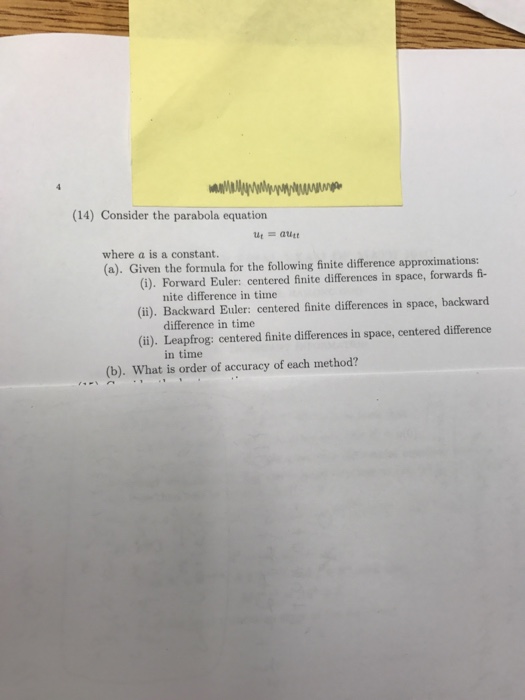 4
(14) Consider the parabola equation
u_t = au_{tt}
where a is a constant.
(a). Given the formula for the following finite difference approximations:
(i). Forward Euler: centered finite differences in space, forwards fi-
nite difference in time
(ii). Backward Euler: centered finite differences in space, backward
difference in time
(ii). Leapfrog: centered finite differences in space, centered difference
in time
(b). What is order of accuracy of each method?